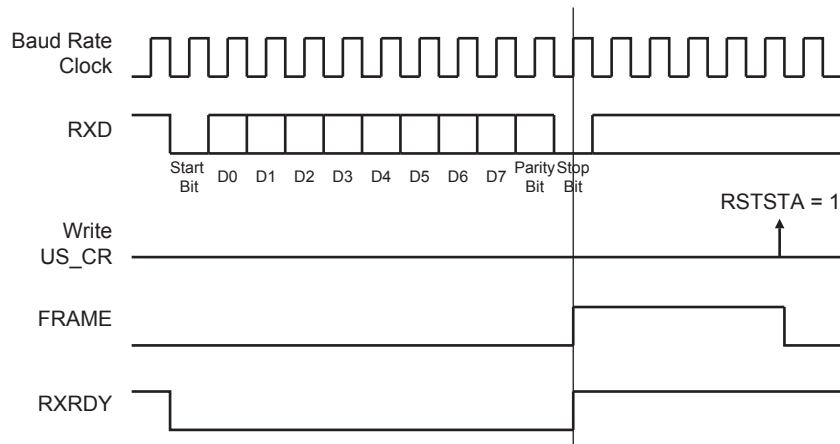 Baud Rate
Clock
RXD
Start
Bit
D0
D1
D2
D3
D4
D5
D6
D7
Parity
Bit
Stop
Bit
RSTSTA = 1
Write
US_CR
FRAME
RXRDY